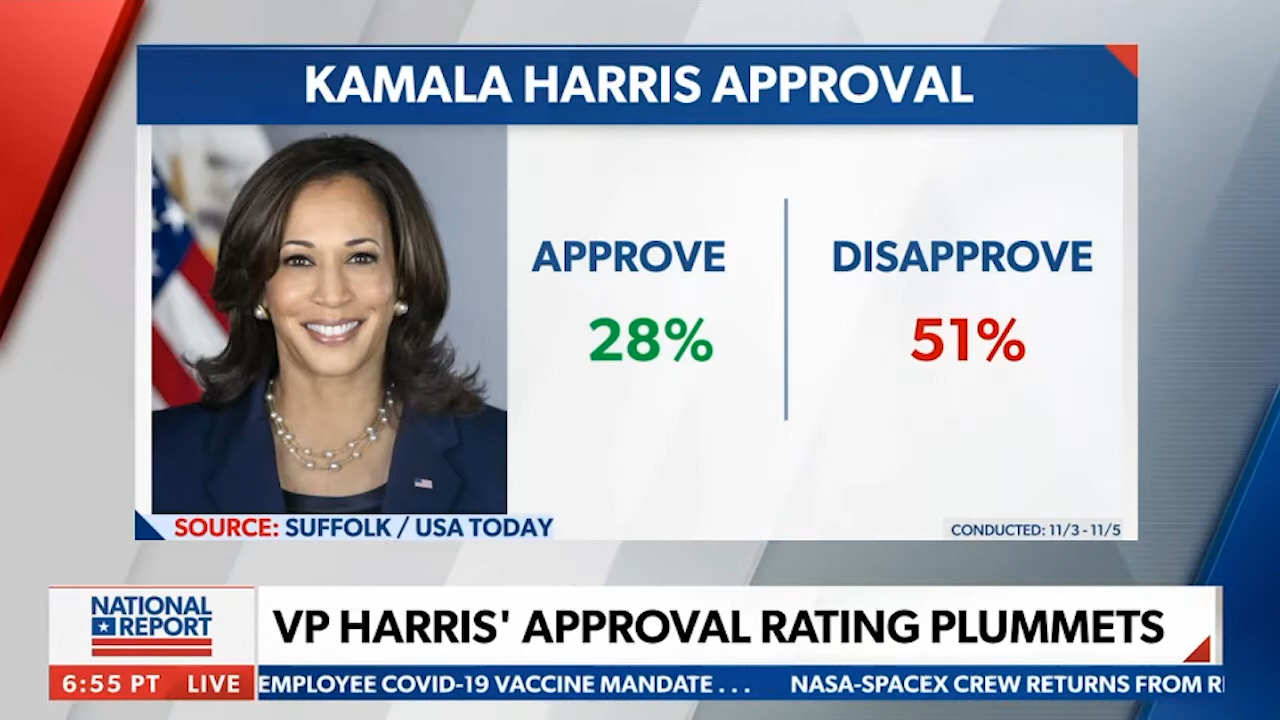 KAMALA HARRIS APPROVAL
APPROVE
28%
DISAPPROVE
51%
SOURCE: SUFFOLK / USA TODAY
CONDUCTED: 11/3 - 11/5
NATIONAL
REPORT
VP HARRIS' APPROVAL RATING PLUMMETS
6:55 PT LIVE
EMPLOYEE COVID-19 VACCINE MANDATE . . . NASA-SPACEX CREW RETURNS FROM